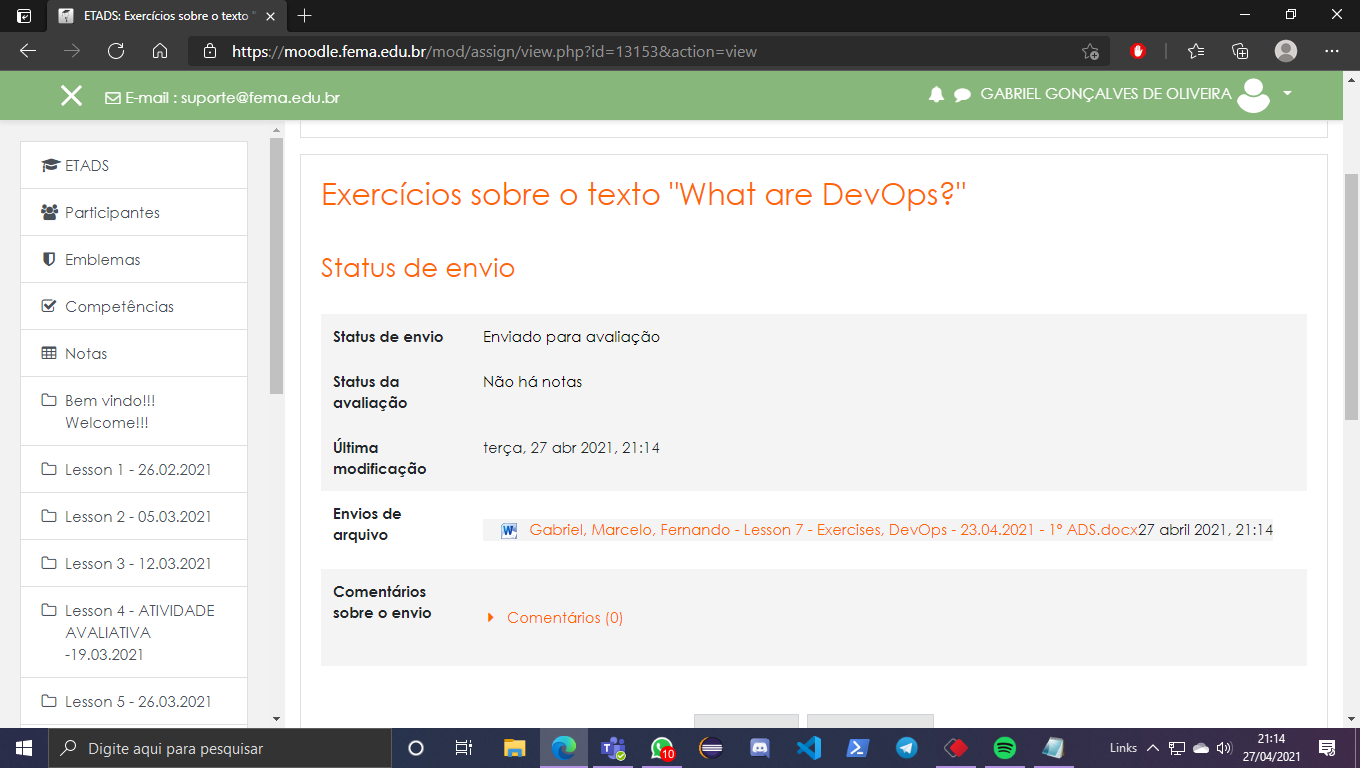 ETADS: Exercícios sobre o texto "
https://moodle.fema.edu.br/mod/assign/view.php?id=13153&action=view
E-mail : suporte@fema.edu.br
GABRIEL GONÇALVES DE OLIVEIRA
ETADS
Participantes
Emblemas
Competências
Notas
Bem vindo!!!
Welcome!!!
Lesson 1 - 26.02.2021
Lesson 2 - 05.03.2021
Lesson 3 - 12.03.2021
Lesson 4 - ATIVIDADE
AVALIATIVA
-19.03.2021
Lesson 5 - 26.03.2021
Exercícios sobre o texto "What are DevOps?"
Status de envio
Status de envio
Enviado para avaliação
Status da
avaliação
Não há notas
Última
modificação
terça, 27 abr 2021, 21:14
Envios de
arquivo
Gabriel, Marcelo, Fernando - Lesson 7 - Exercises, DevOps - 23.04.2021 - 1º ADS.docx27 abril 2021, 21:14
Comentários
sobre o envio
Comentários (0)
Digite aqui para pesquisar
10
Links
21:14
27/04/2021